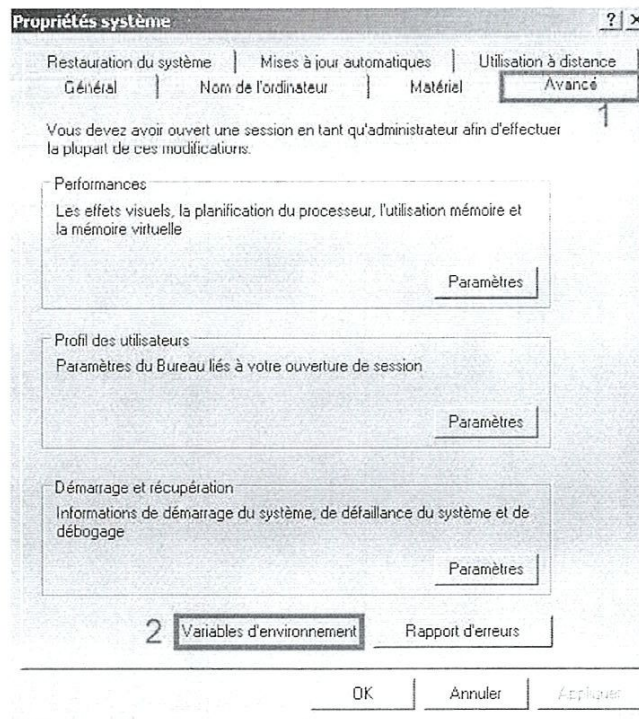 Propriétés système ? ×
Restauration du système | Mises à jour automatiques | Utilisation à distance
Général | Nom de l'ordinateur | Matériel | Avancé
1
Vous devez avoir ouvert une session en tant qu'administrateur afin d'effectuer
la plupart de ces modifications.
Performances
Les effets visuels, la planification du processeur, l'utilisation mémoire et
la mémoire virtuelle
Paramètres
Profil des utilisateurs
Paramètres du Bureau liés à votre ouverture de session
Paramètres
Démarrage et récupération
Informations de démarrage du système, de défaillance du système et de
débogage
Paramètres
2 Variables d'environnement Rapport d'erreurs
OK Annuler Appliquer